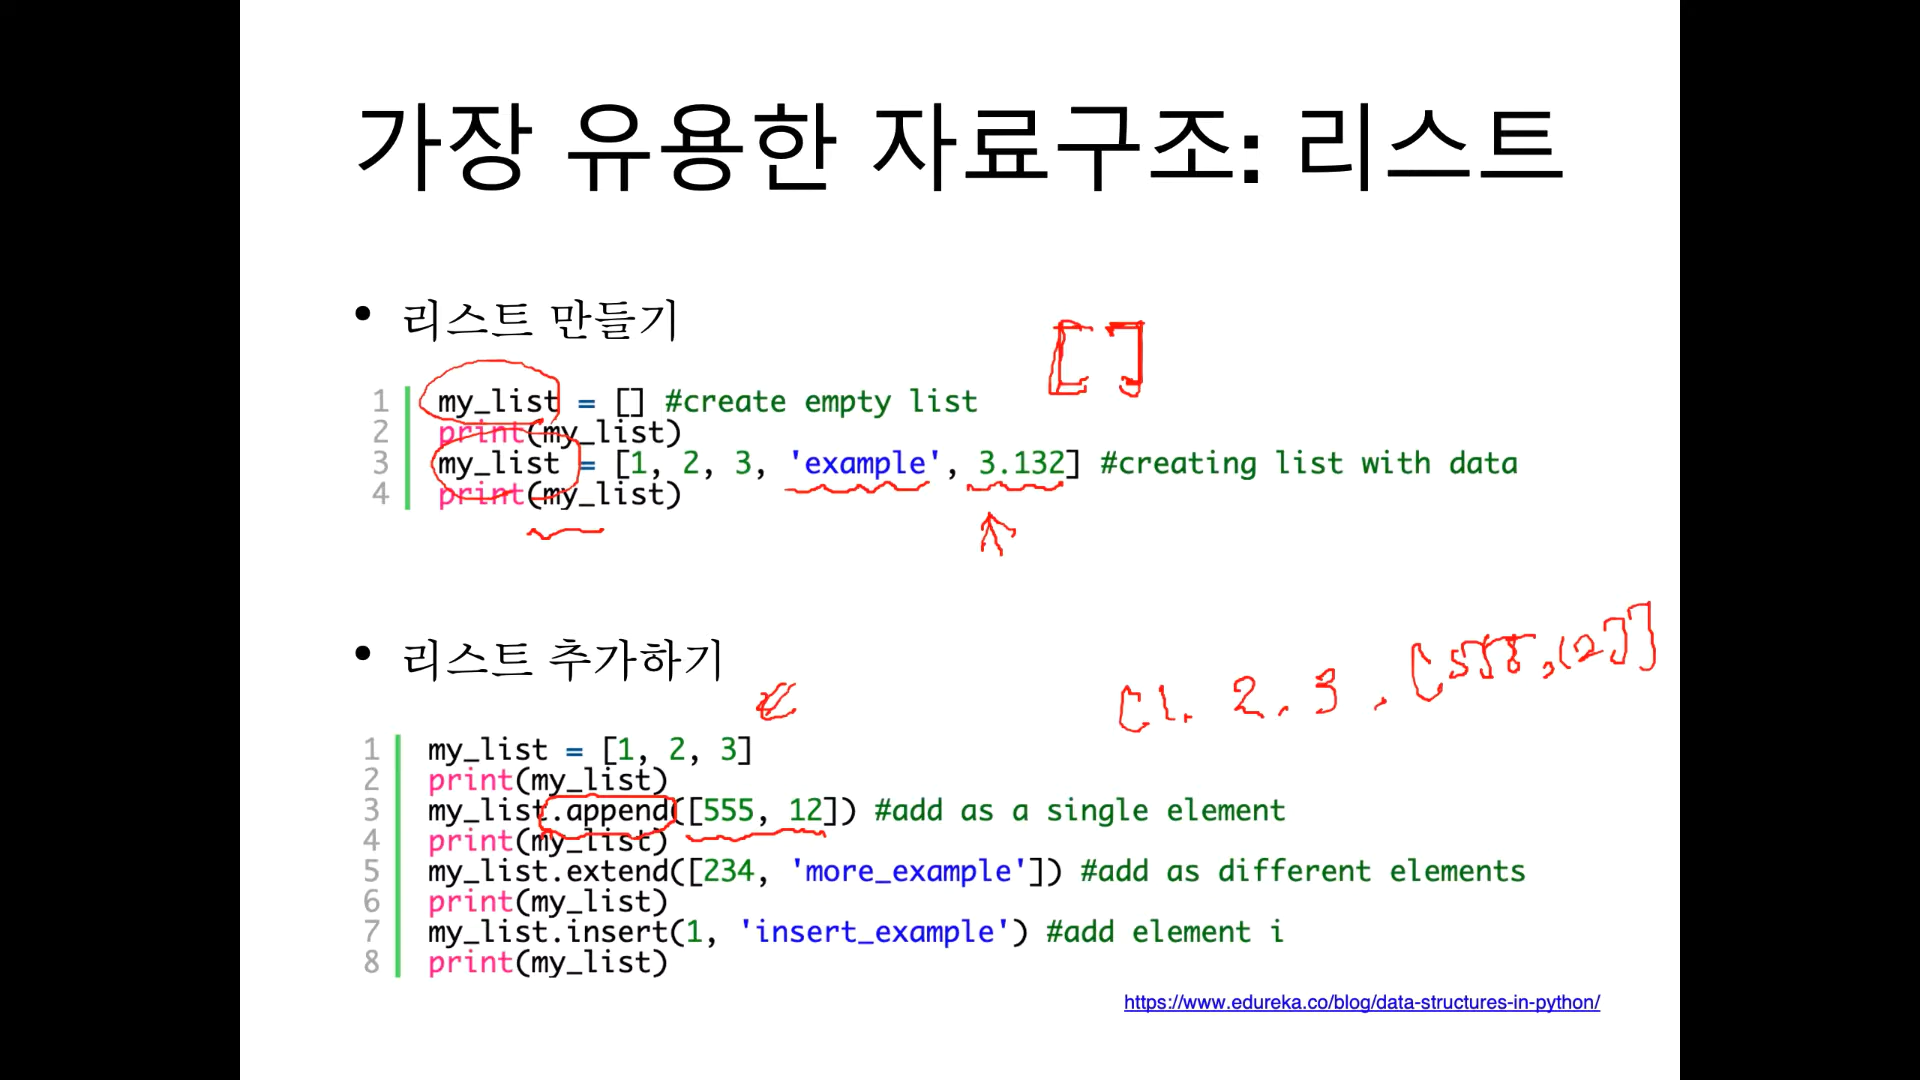 가장 유용한 자료구조: 리스트
• 리스트 만들기
[ ]
1 my_list = [] #create empty list
2 print(my_list)
3 my_list = [1, 2, 3, 'example', 3.132] #creating list with data
4 print(my_list)
• 리스트 추가하기
[1, 2, 3, [555, 12]]
1 my_list = [1, 2, 3]
2 print(my_list)
3 my_list.append([555, 12]) #add as a single element
4 print(my_list)
5 my_list.extend([234, 'more_example']) #add as different elements
6 print(my_list)
7 my_list.insert(1, 'insert_example') #add element i
8 print(my_list)
https://www.edureka.co/blog/data-structures-in-python/